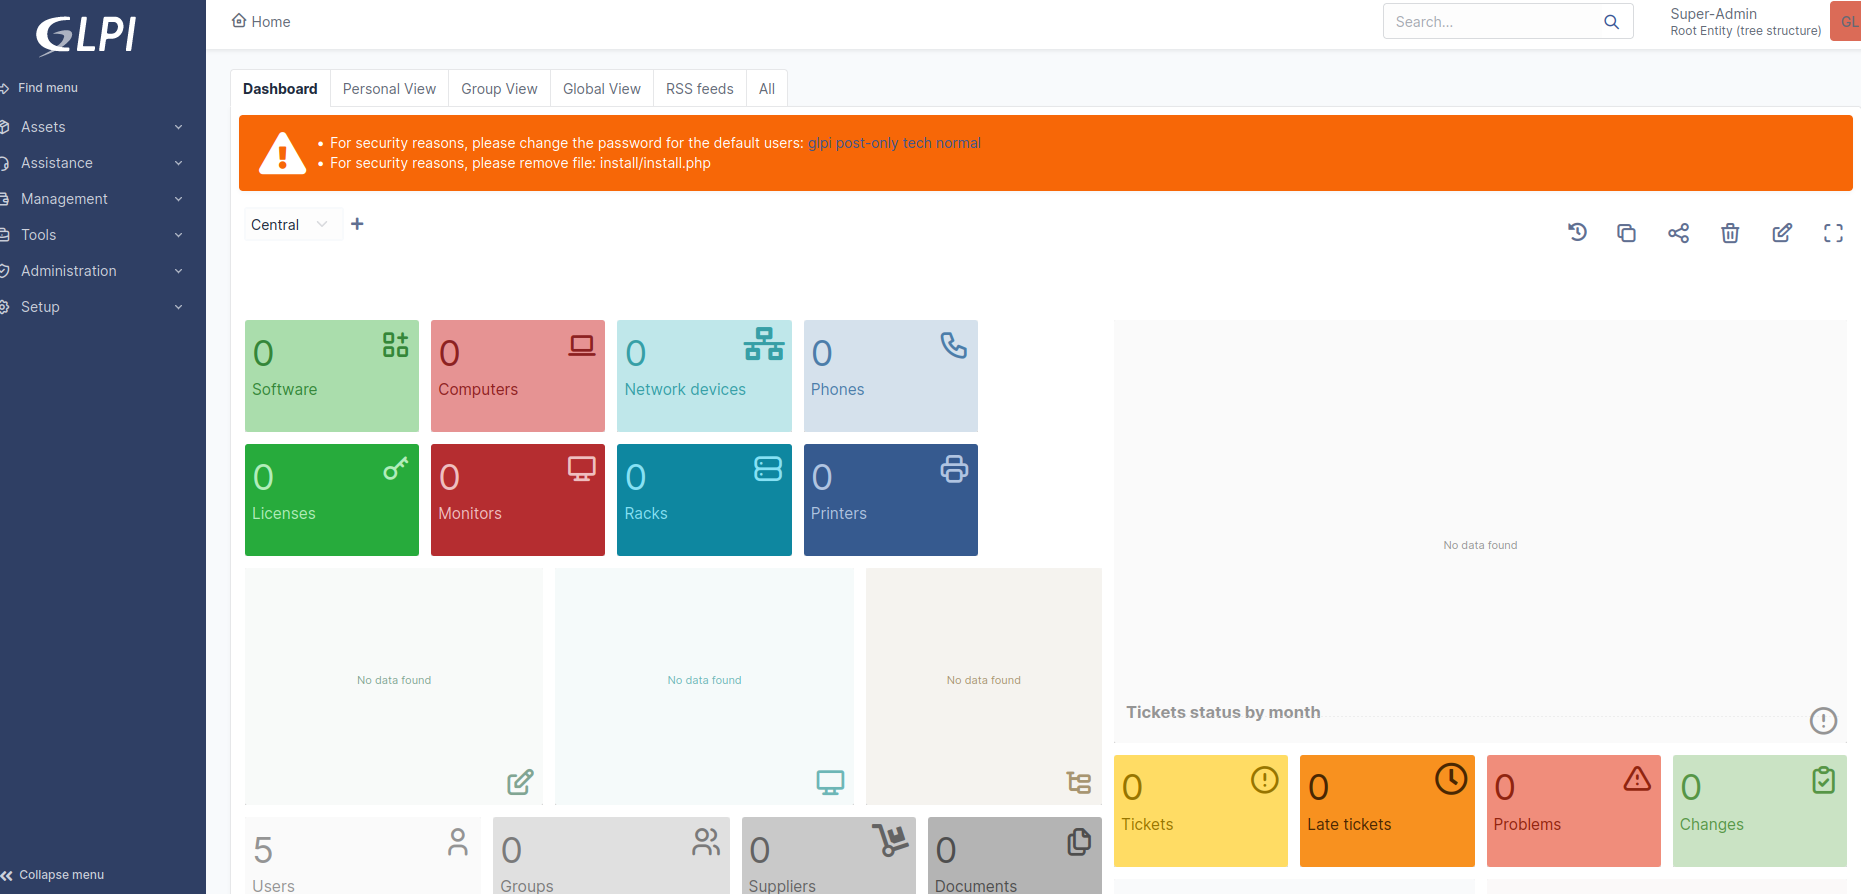 GLPI
Home
Search...
Super-Admin
Root Entity (tree structure)
GL
Find menu
Assets
Assistance
Management
Tools
Administration
Setup
Collapse menu
Dashboard
Personal View
Group View
Global View
RSS feeds
All
• For security reasons, please change the password for the default users: glpi post-only tech normal
• For security reasons, please remove file: install/install.php
Central
0
Software
0
Computers
0
Network devices
0
Phones
0
Licenses
0
Monitors
0
Racks
0
Printers
No data found
No data found
No data found
No data found
Tickets status by month
0
Tickets
0
Late tickets
0
Problems
0
Changes
5
Users
0
Groups
0
Suppliers
0
Documents